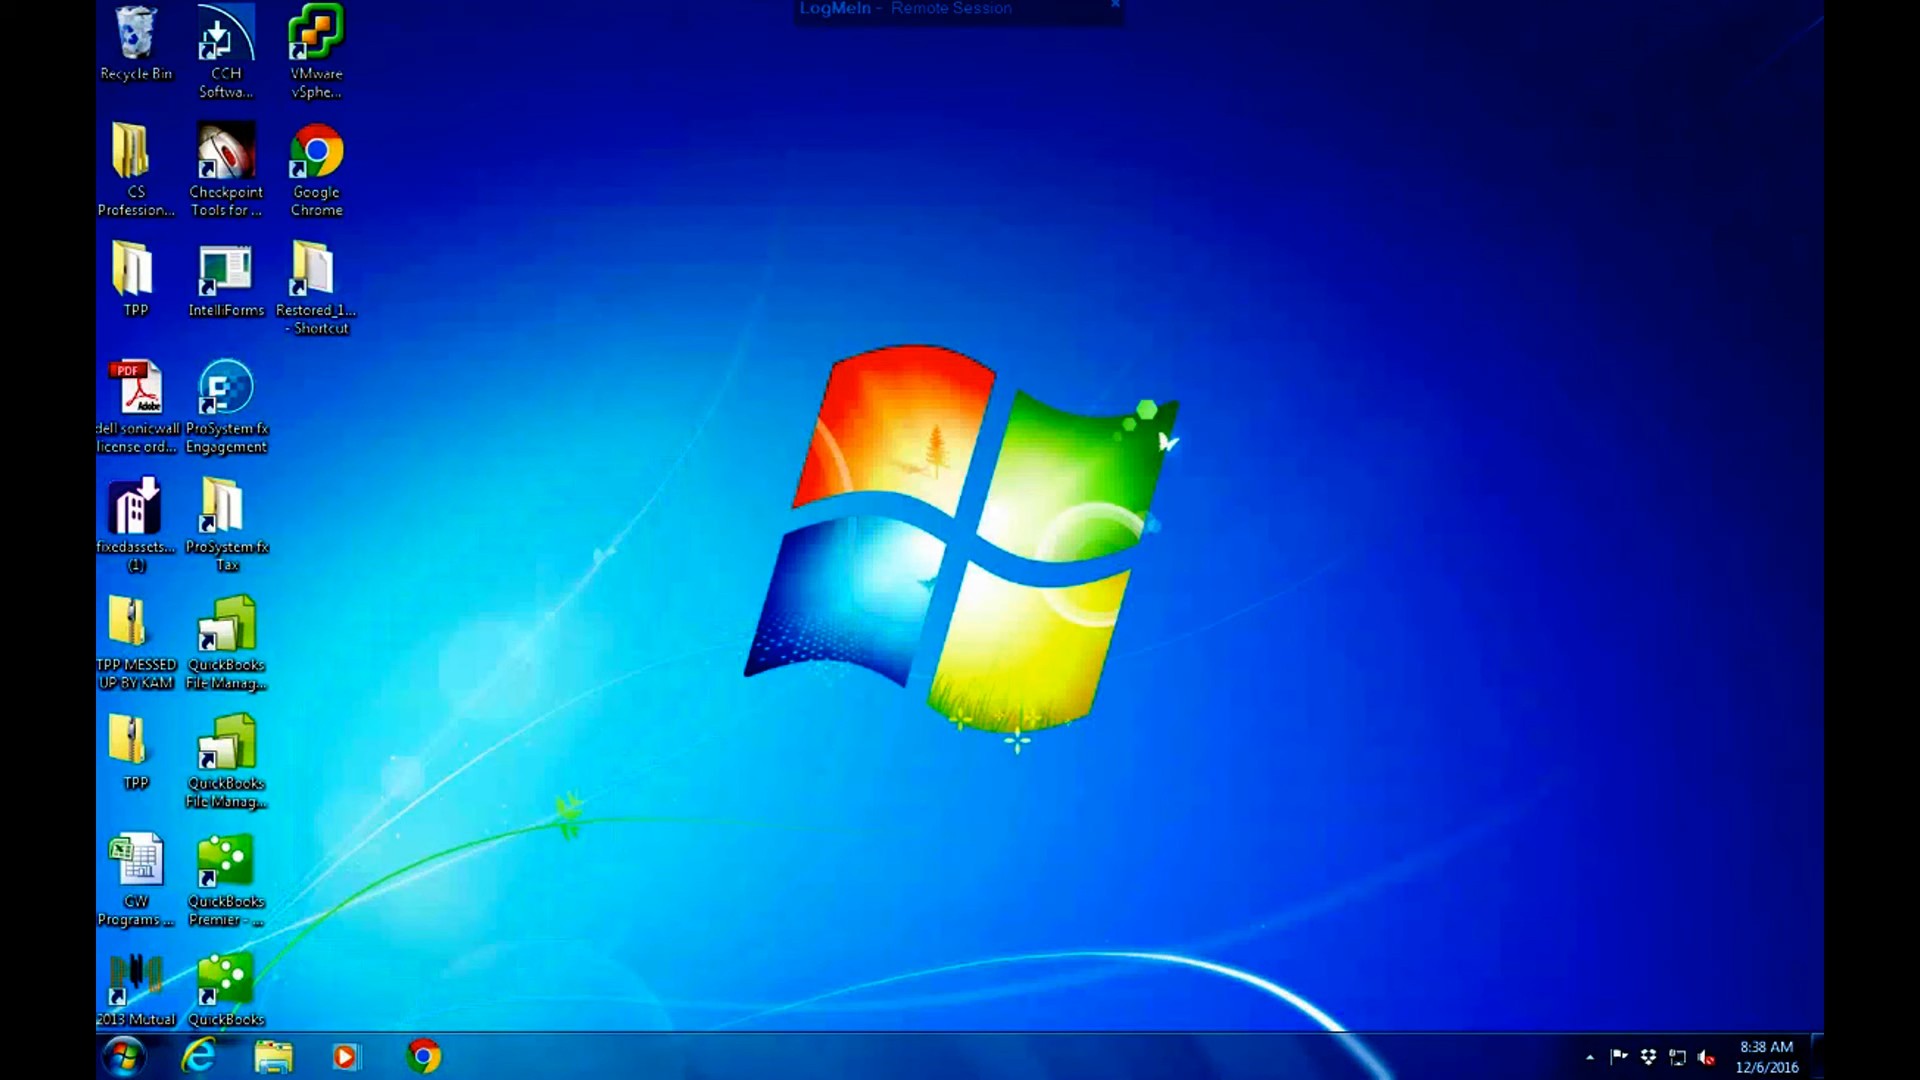 LogMeIn - Remote Session
Recycle Bin
CCH
Softwa...
VMware
vSphe...
CS
Profession...
Checkpoint
Tools for ...
Google
Chrome
TPP
IntelliForms
Restored_1...
- Shortcut
PDF
Adobe
dell sonicwall
license ord...
ProSystem fx
Engagement
fixedassets...
(1)
ProSystem fx
Tax
TPP MESSED
UP BY KAM
QuickBooks
File Manag...
TPP
QuickBooks
File Manag...
CW
Programs ...
QuickBooks
Premier - ...
2013 Mutual
QuickBooks
8:38 AM
12/6/2016